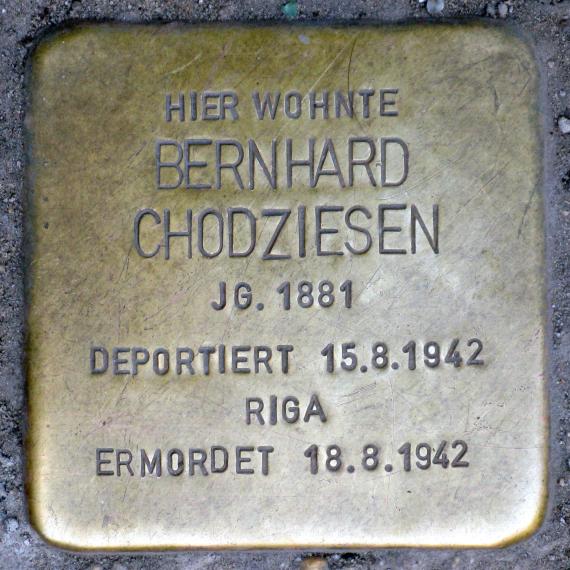 HIER WOHNTE
BERNHARD
CHODZIESEN
JG. 1881
DEPORTIERT 15.8.1942
RIGA
ERMORDET 18.8.1942